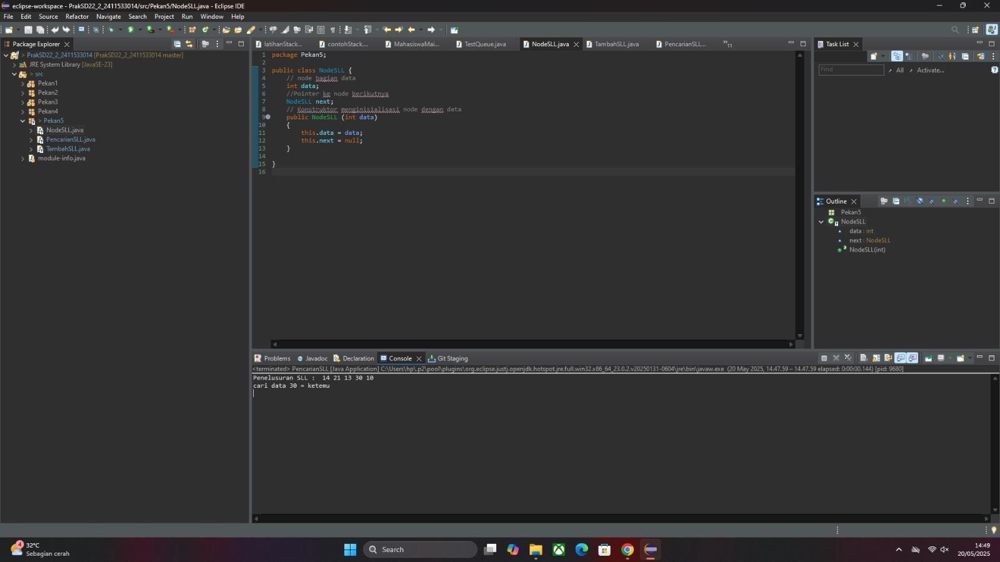 eclipse-workspace - PrakSD22_2_2411533014/src/Pekan5/NodeSLL.java - Eclipse IDE
File Edit Source Refactor Navigate Search Project Run Window Help
Package Explorer
PrakSD22_2_2411533014 [PrakSD22_2_2411533014 master]
JRE System Library [JavaSE-23]
> src
Pekan1
Pekan2
Pekan3
Pekan4
> Pekan5
NodeSLL.java
PencarianSLL.java
TambahSLL.java
module-info.java
latihanStack... contohStack.... MahasiswaMai... TestQueue.java NodeSLL.java TambahSLL.java PencarianSLL... »11
1 package Pekan5;
2
3 public class NodeSLL {
4 // node bagian data
5 int data;
6 //Pointer ke node berikutnya
7 NodeSLL next;
8 // Konstruktor menginisialisasi node dengan data
9 public NodeSLL (int data)
10 {
11 this.data = data;
12 this.next = null;
13 }
14
15 }
16
Task List
Find
All
Activate...
Outline
Pekan5
NodeSLL
data : int
next : NodeSLL
NodeSLL(int)
Problems Javadoc Declaration Console Git Staging
<terminated> PencarianSLL [Java Application] C:\Users\hp\.p2\pool\plugins\org.eclipse.justj.openjdk.hotspot.jre.full.win32.x86_64_23.0.2.v20250131-0604\jre\bin\javaw.exe (20 May 2025, 14.47.59 – 14.47.59 elapsed: 0:00:00.144) [pid: 9680]
Penelusuran SLL : 14 21 13 30 10
cari data 30 = ketemu
4
32°C
Sebagian cerah
Search
14:49
20/05/2025